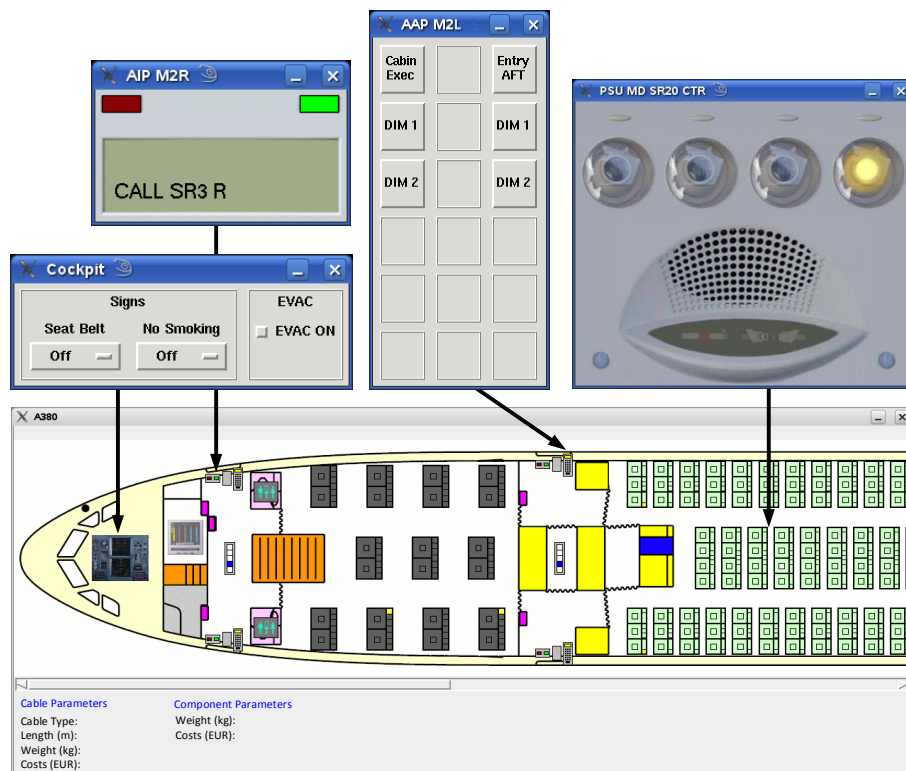 AAP M2L
Cabin
Exec
Entry
AFT
DIM 1
DIM 1
DIM 2
DIM 2
AIP M2R
CALL SR3 R
PSU MD SR20 CTR
Cockpit
Signs
EVAC
Seat Belt
No Smoking
EVAC ON
Off
Off
A380
Cable Parameters
Component Parameters
Cable Type:
Weight (kg):
Length (m):
Costs (EUR):
Weight (kg):
Costs (EUR):